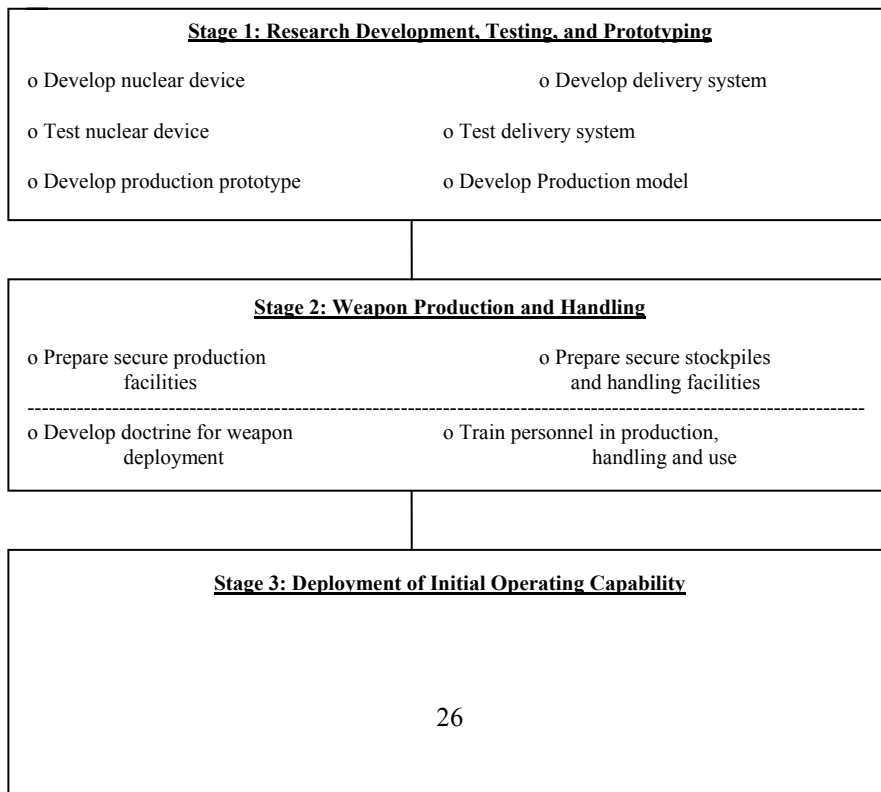 Stage 1: Research Development, Testing, and Prototyping
o Develop nuclear device o Develop delivery system
o Test nuclear device o Test delivery system
o Develop production prototype o Develop Production model
Stage 2: Weapon Production and Handling
o Prepare secure production o Prepare secure stockpiles
facilities and handling facilities
--------------------------------------------------------------------------------------------------------------------
o Develop doctrine for weapon o Train personnel in production,
deployment handling and use
Stage 3: Deployment of Initial Operating Capability
26